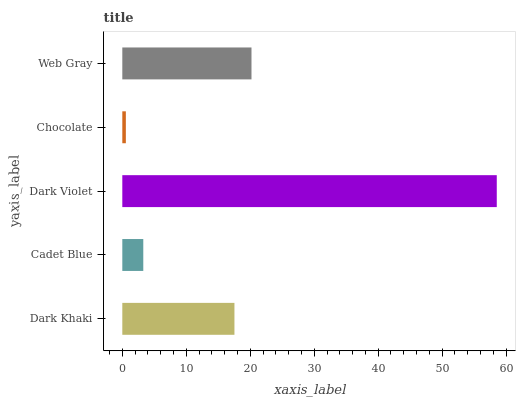 title
Web Gray
Chocolate
Dark Violet
Cadet Blue
Dark Khaki
yaxis_label
0 10 20 30 40 50 60
xaxis_label